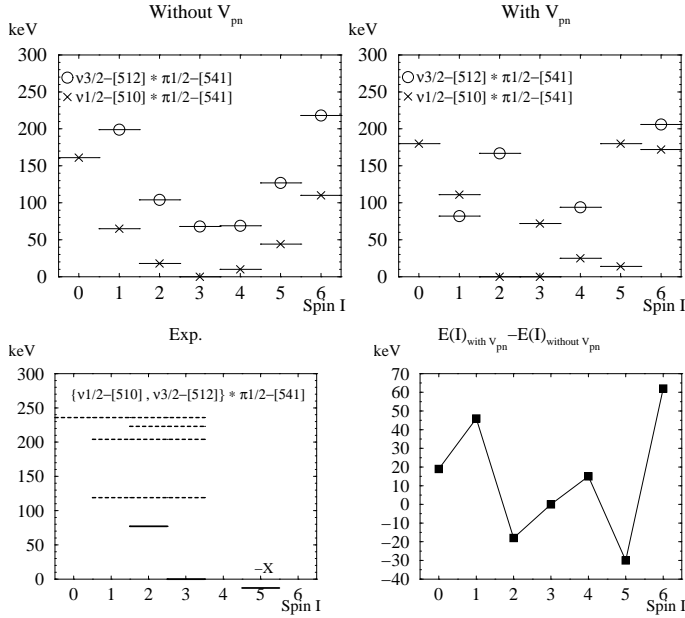 Without Vpn
keV
300
250
200
150
100
50
0
ν3/2−[512] * π1/2−[541]
ν1/2−[510] * π1/2−[541]
0 1 2 3 4 5 6
Spin I
With Vpn
keV
300
250
200
150
100
50
0
ν3/2−[512] * π1/2−[541]
ν1/2−[510] * π1/2−[541]
0 1 2 3 4 5 6
Spin I
Exp.
keV
300
250
200
150
100
50
0
{ν1/2−[510] , ν3/2−[512]} * π1/2−[541]
−X
0 1 2 3 4 5 6
Spin I
E(I)with Vpn−E(I)without Vpn
keV
70
60
50
40
30
20
10
0
−10
−20
−30
−40
0 1 2 3 4 5 6
Spin I